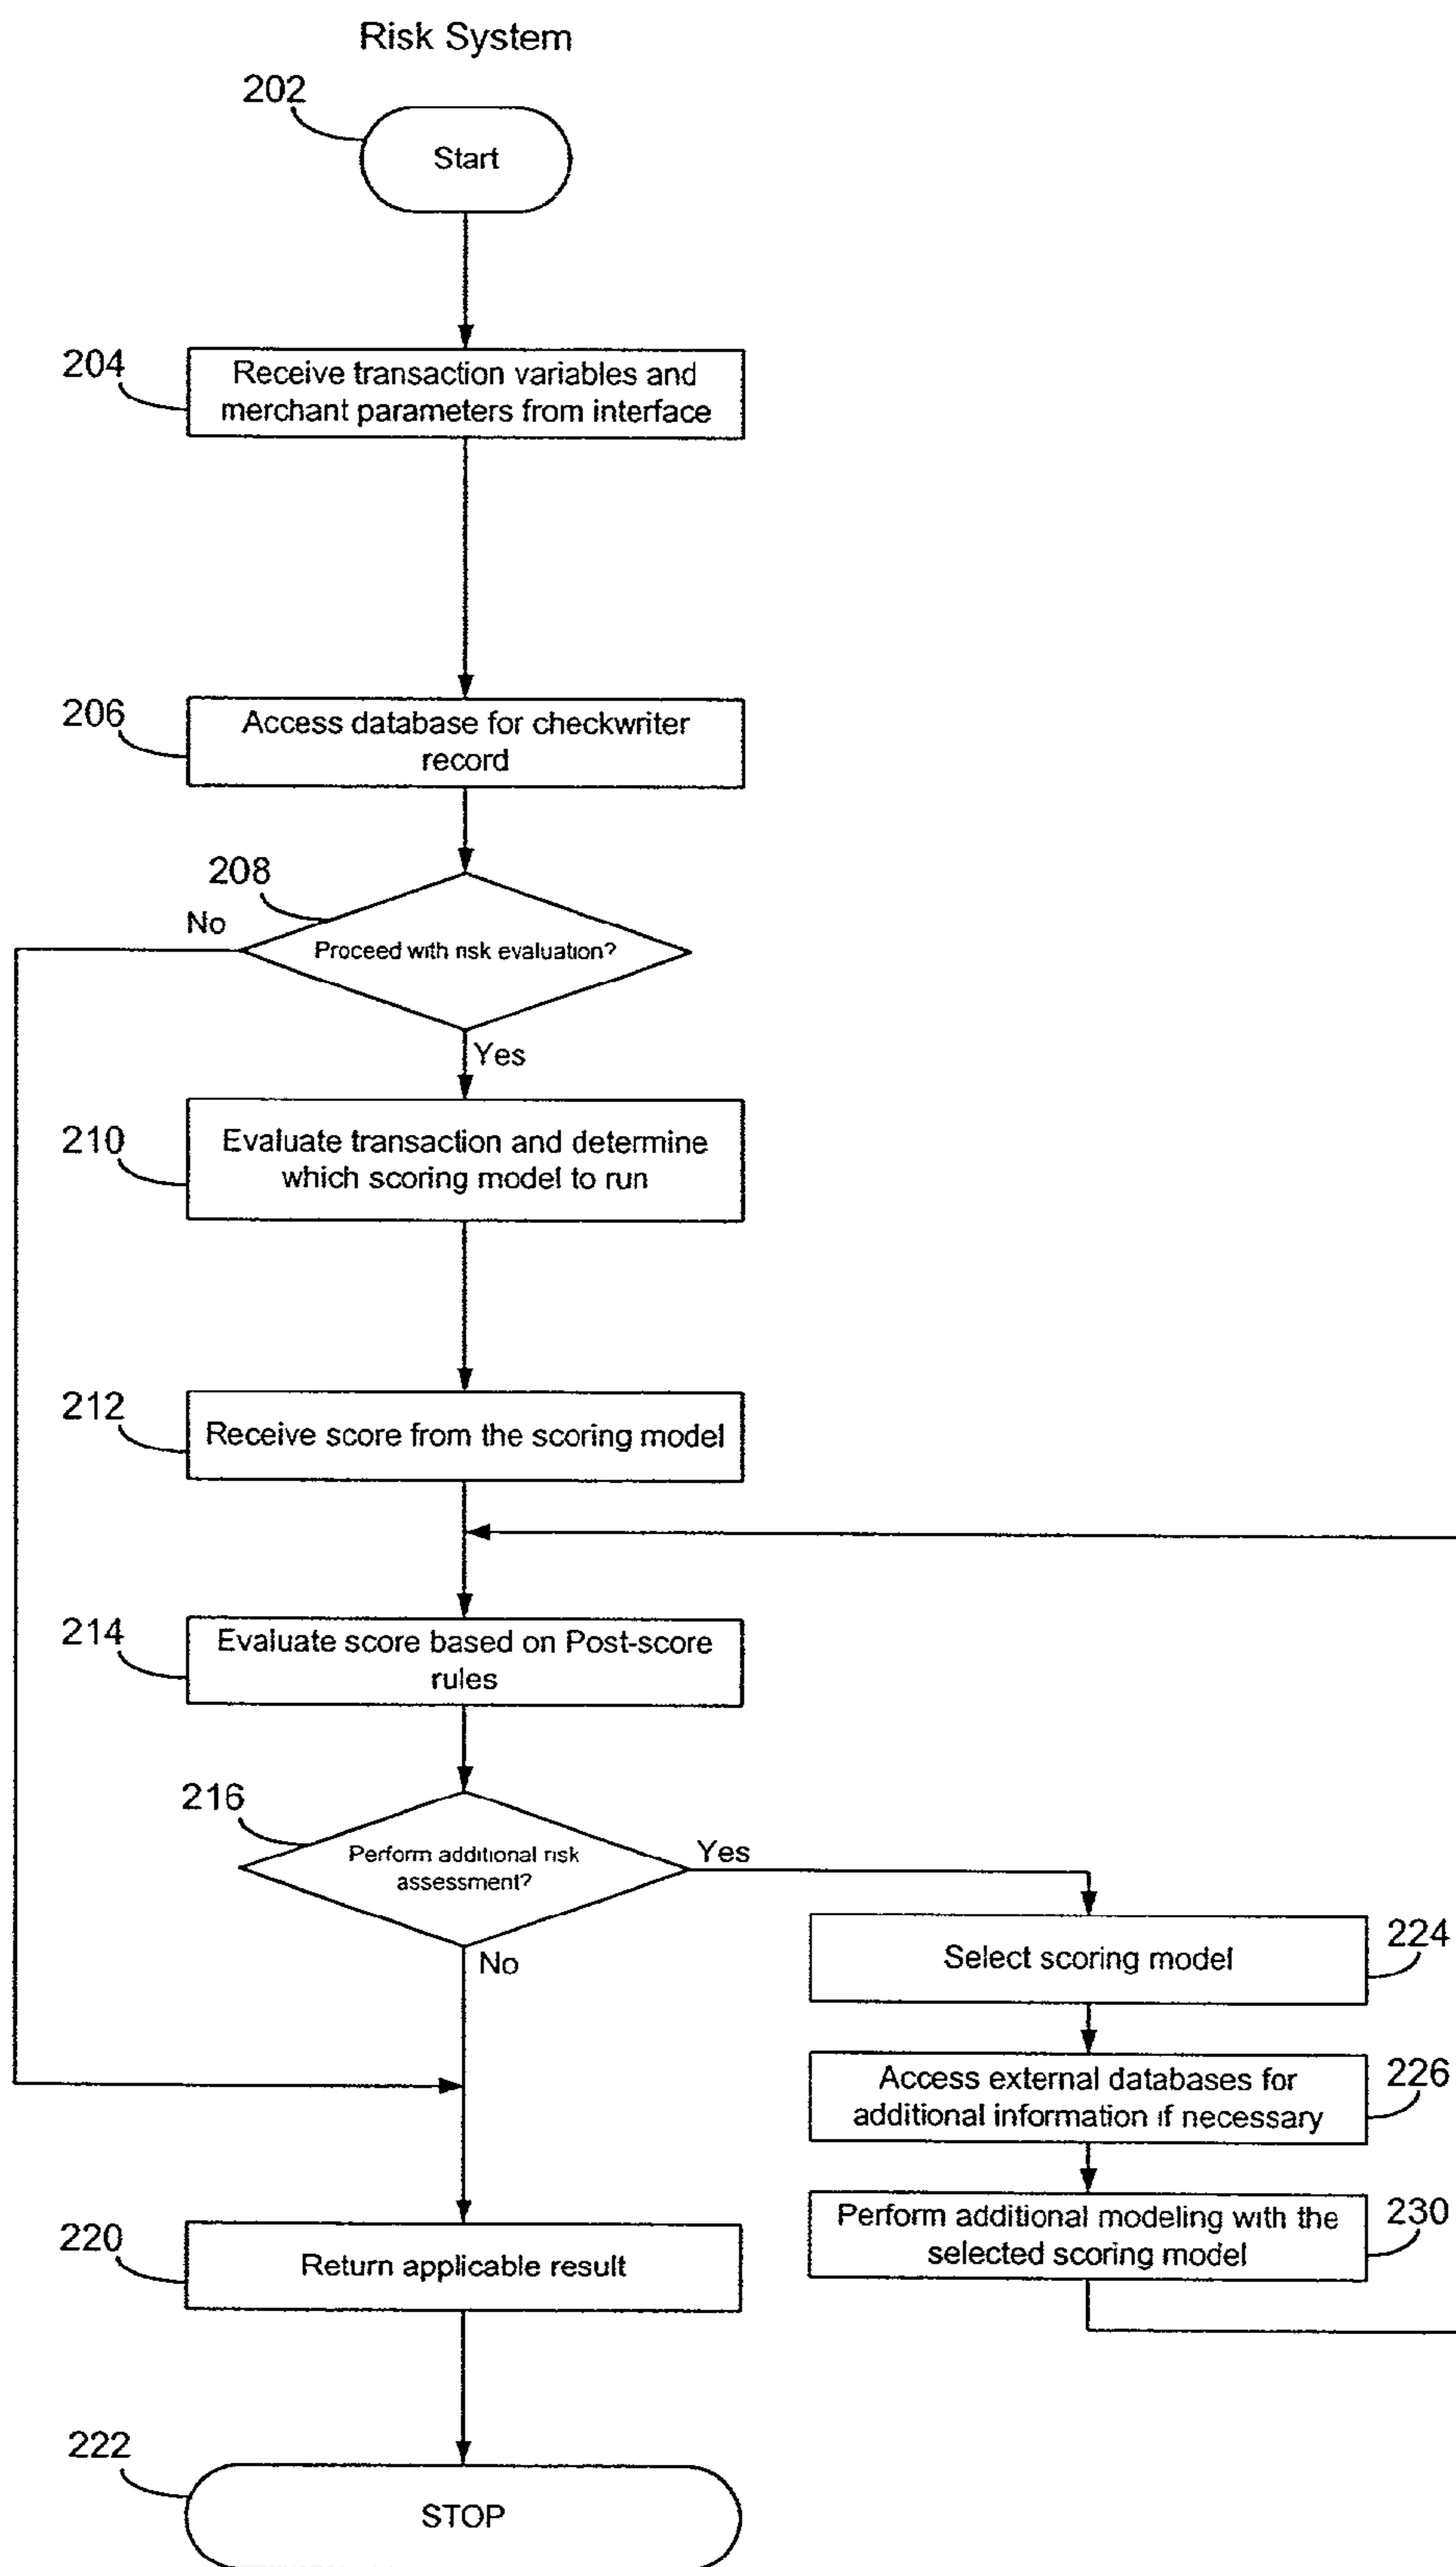 Risk System
202
Start
204
Receive transaction variables and
merchant parameters from interface
206
Access database for checkwriter
record
208
No
Proceed with risk evaluation?
Yes
210
Evaluate transaction and determine
which scoring model to run
212
Receive score from the scoring model
214
Evaluate score based on Post-score
rules
216
Perform additional risk
assessment?
Yes
No
224
Select scoring model
226
Access external databases for
additional information if necessary
230
Perform additional modeling with the
selected scoring model
220
Return applicable result
222
STOP